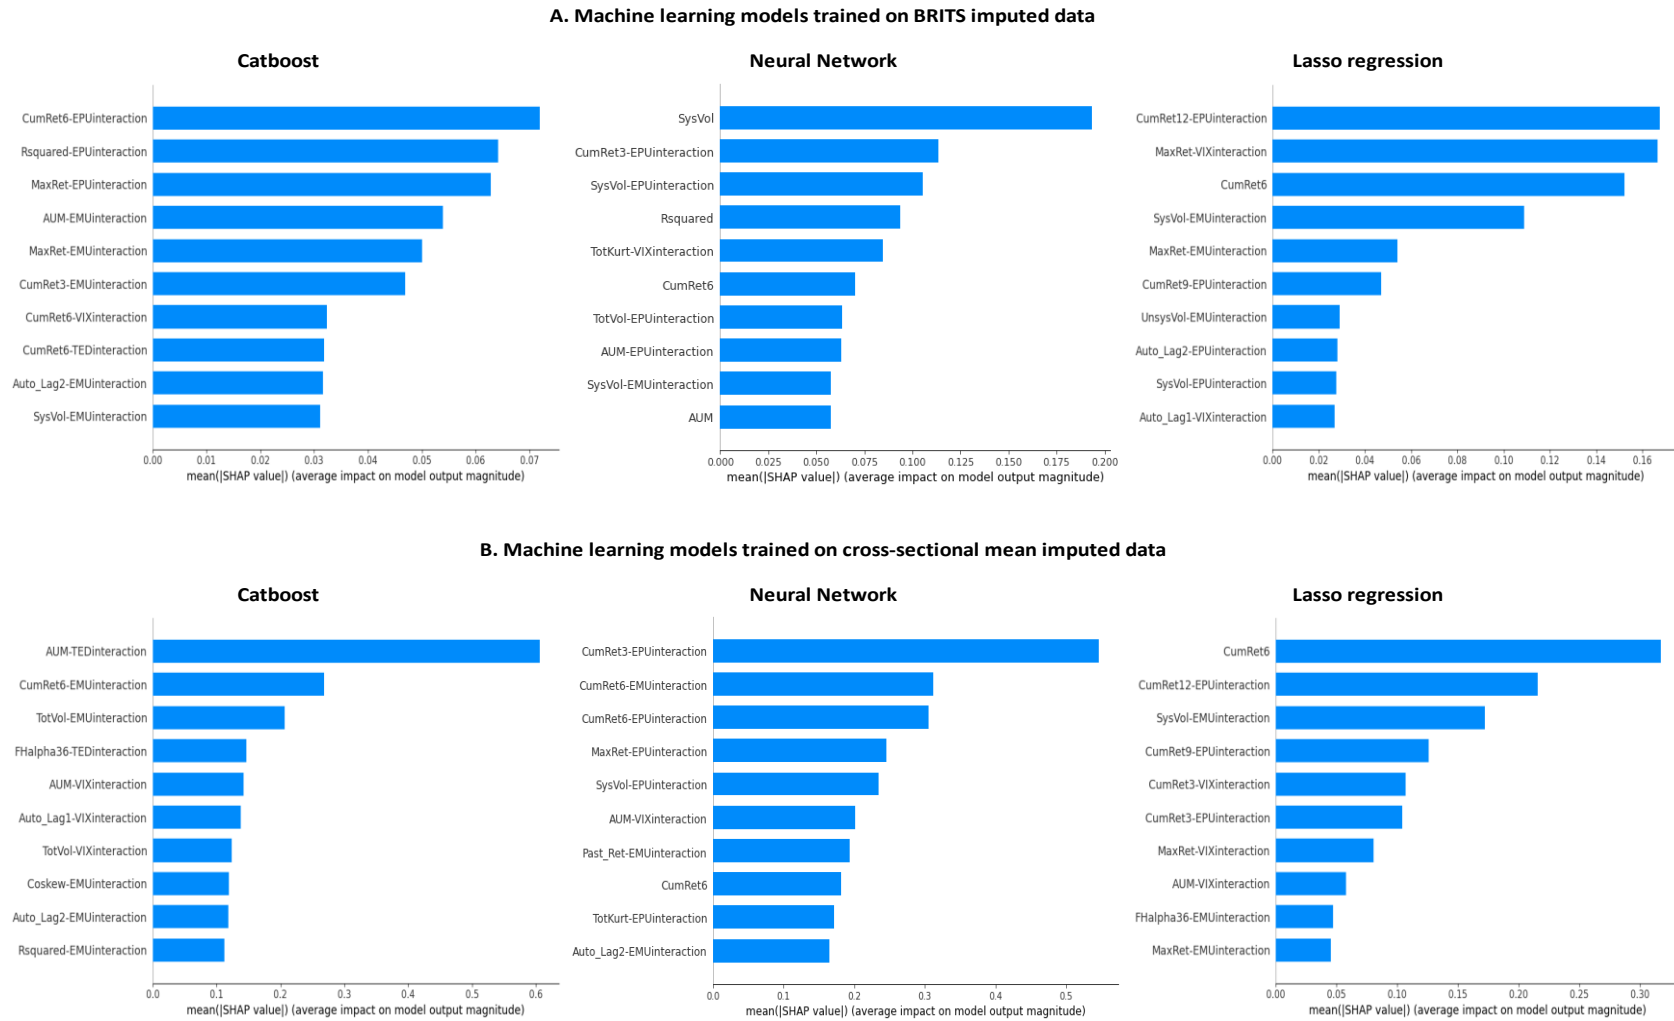 A. Machine learning models trained on BRITS imputed data
Catboost
CumRet6-EPUinteraction
Rsquared-EPUinteraction
MaxRet-EPUinteraction
AUM-EMUinteraction
MaxRet-EMUinteraction
CumRet3-EMUinteraction
CumRet6-VIXinteraction
CumRet6-TEDinteraction
Auto_Lag2-EMUinteraction
SysVol-EMUinteraction
0.00 0.01 0.02 0.03 0.04 0.05 0.06 0.07
mean(|SHAP value|) (average impact on model output magnitude)
Neural Network
SysVol
CumRet3-EPUinteraction
SysVol-EPUinteraction
Rsquared
TotKurt-VIXinteraction
CumRet6
TotVol-EPUinteraction
AUM-EPUinteraction
SysVol-EMUinteraction
AUM
0.000 0.025 0.050 0.075 0.100 0.125 0.150 0.175 0.200
mean(|SHAP value|) (average impact on model output magnitude)
Lasso regression
CumRet12-EPUinteraction
MaxRet-VIXinteraction
CumRet6
SysVol-EMUinteraction
MaxRet-EMUinteraction
CumRet9-EPUinteraction
UnsysVol-EMUinteraction
Auto_Lag2-EPUinteraction
SysVol-EPUinteraction
Auto_Lag1-VIXinteraction
0.00 0.02 0.04 0.06 0.08 0.10 0.12 0.14 0.16
mean(|SHAP value|) (average impact on model output magnitude)
B. Machine learning models trained on cross-sectional mean imputed data
Catboost
AUM-TEDinteraction
CumRet6-EMUinteraction
TotVol-EMUinteraction
FHalpha36-TEDinteraction
AUM-VIXinteraction
Auto_Lag1-VIXinteraction
TotVol-VIXinteraction
Coskew-EMUinteraction
Auto_Lag2-EMUinteraction
Rsquared-EMUinteraction
0.0 0.1 0.2 0.3 0.4 0.5 0.6
mean(|SHAP value|) (average impact on model output magnitude)
Neural Network
CumRet3-EPUinteraction
CumRet6-EMUinteraction
CumRet6-EPUinteraction
MaxRet-EPUinteraction
SysVol-EPUinteraction
AUM-VIXinteraction
Past_Ret-EMUinteraction
CumRet6
TotKurt-EPUinteraction
Auto_Lag2-EMUinteraction
0.0 0.1 0.2 0.3 0.4 0.5
mean(|SHAP value|) (average impact on model output magnitude)
Lasso regression
CumRet6
CumRet12-EPUinteraction
SysVol-EMUinteraction
CumRet9-EPUinteraction
CumRet3-VIXinteraction
CumRet3-EPUinteraction
MaxRet-VIXinteraction
AUM-VIXinteraction
FHalpha36-EMUinteraction
MaxRet-EMUinteraction
0.00 0.05 0.10 0.15 0.20 0.25 0.30
mean(|SHAP value|) (average impact on model output magnitude)